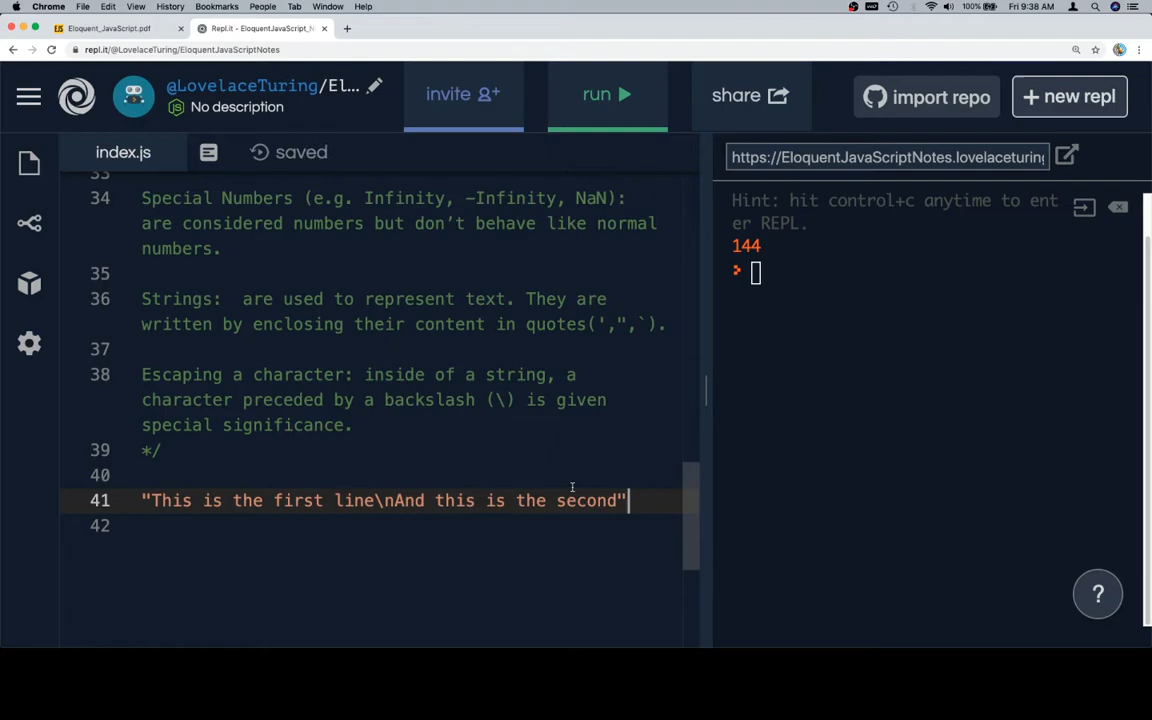 Chrome File Edit View History Bookmarks People Tab Window Help 100% Fri 9:38 AM
Eloquent_JavaScript.pdf × Repl.it - EloquentJavaScript_N × +
repl.it/@LovelaceTuring/EloquentJavaScriptNotes
@LovelaceTuring/El...
No description
invite
run
share
import repo
+ new repl
index.js
saved
https://EloquentJavaScriptNotes.lovelaceturing
33
34 Special Numbers (e.g. Infinity, -Infinity, NaN):
are considered numbers but don’t behave like normal
numbers.
35
36 Strings:  are used to represent text. They are
written by enclosing their content in quotes(',",`).
37
38 Escaping a character: inside of a string, a
character preceded by a backslash (\) is given
special significance.
39 */
40
41 "This is the first line\nAnd this is the second"
42
Hint: hit control+c anytime to ent
er REPL.
144
?